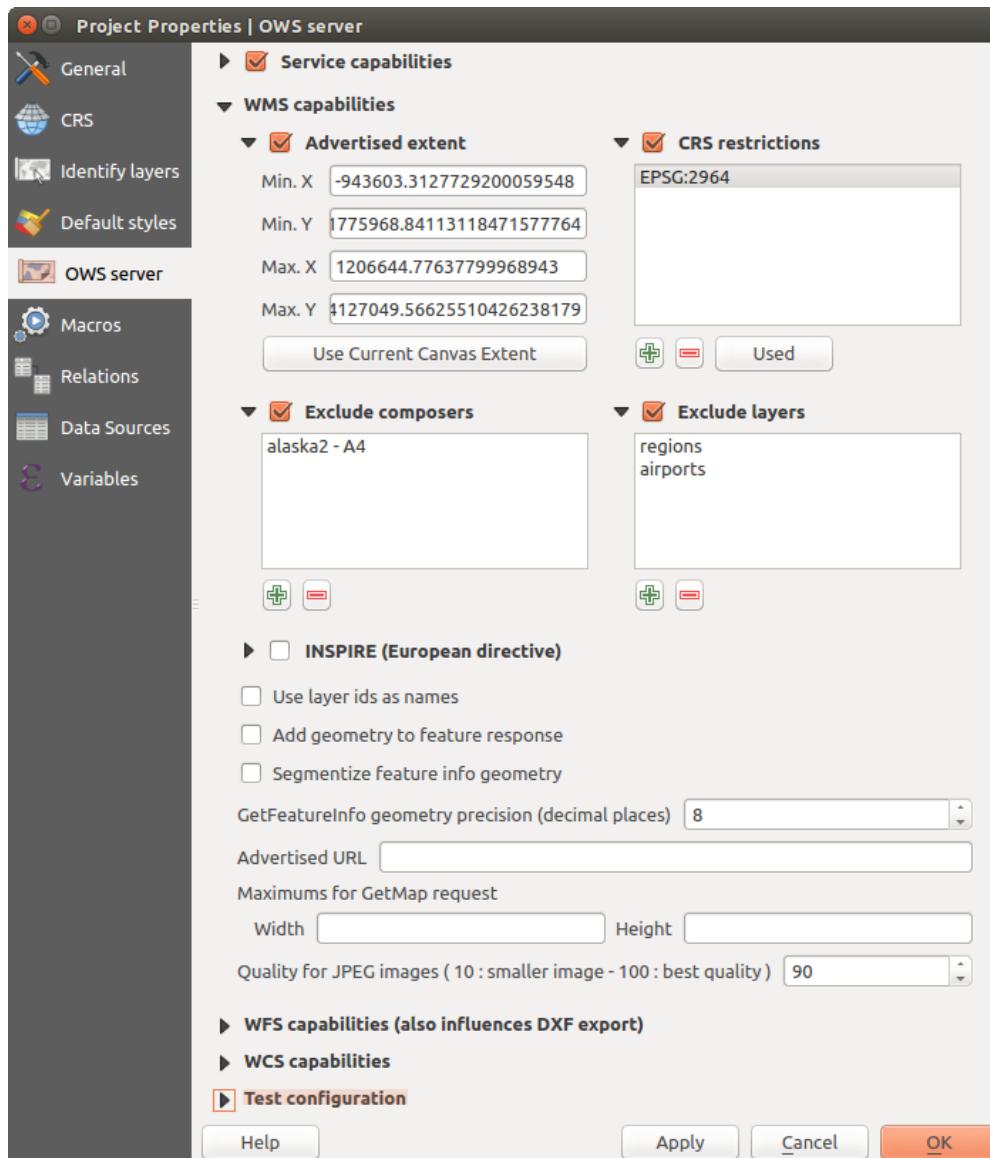 Project Properties | OWS server
General
CRS
Identify layers
Default styles
OWS server
Macros
Relations
Data Sources
Variables
Service capabilities
WMS capabilities
Advertised extent
Min. X -943603.3127729200059548
Min. Y 1775968.84113118471577764
Max. X 1206644.77637799968943
Max. Y 4127049.56625510426238179
Use Current Canvas Extent
CRS restrictions
EPSG:2964
Used
Exclude composers
alaska2 - A4
Exclude layers
regions
airports
INSPIRE (European directive)
Use layer ids as names
Add geometry to feature response
Segmentize feature info geometry
GetFeatureInfo geometry precision (decimal places) 8
Advertised URL
Maximums for GetMap request
Width Height
Quality for JPEG images ( 10 : smaller image - 100 : best quality ) 90
WFS capabilities (also influences DXF export)
WCS capabilities
Test configuration
Help Apply Cancel OK